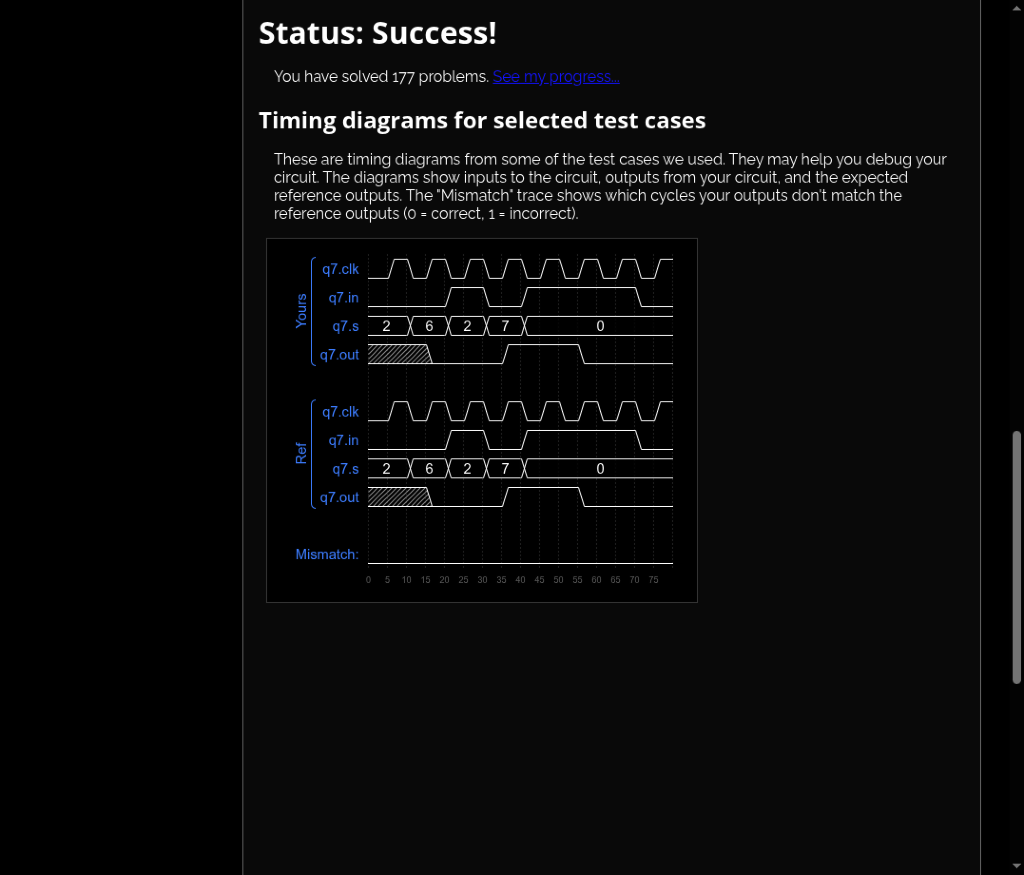 Status: Success!
You have solved 177 problems. See my progress...
Timing diagrams for selected test cases
These are timing diagrams from some of the test cases we used. They may help you debug your
circuit. The diagrams show inputs to the circuit, outputs from your circuit, and the expected
reference outputs. The "Mismatch" trace shows which cycles your outputs don't match the
reference outputs (0 = correct, 1 = incorrect).
Yours
q7.clk
q7.in
q7.s 2 6 2 7 0
q7.out
Ref
q7.clk
q7.in
q7.s 2 6 2 7 0
q7.out
Mismatch:
0 5 10 15 20 25 30 35 40 45 50 55 60 65 70 75